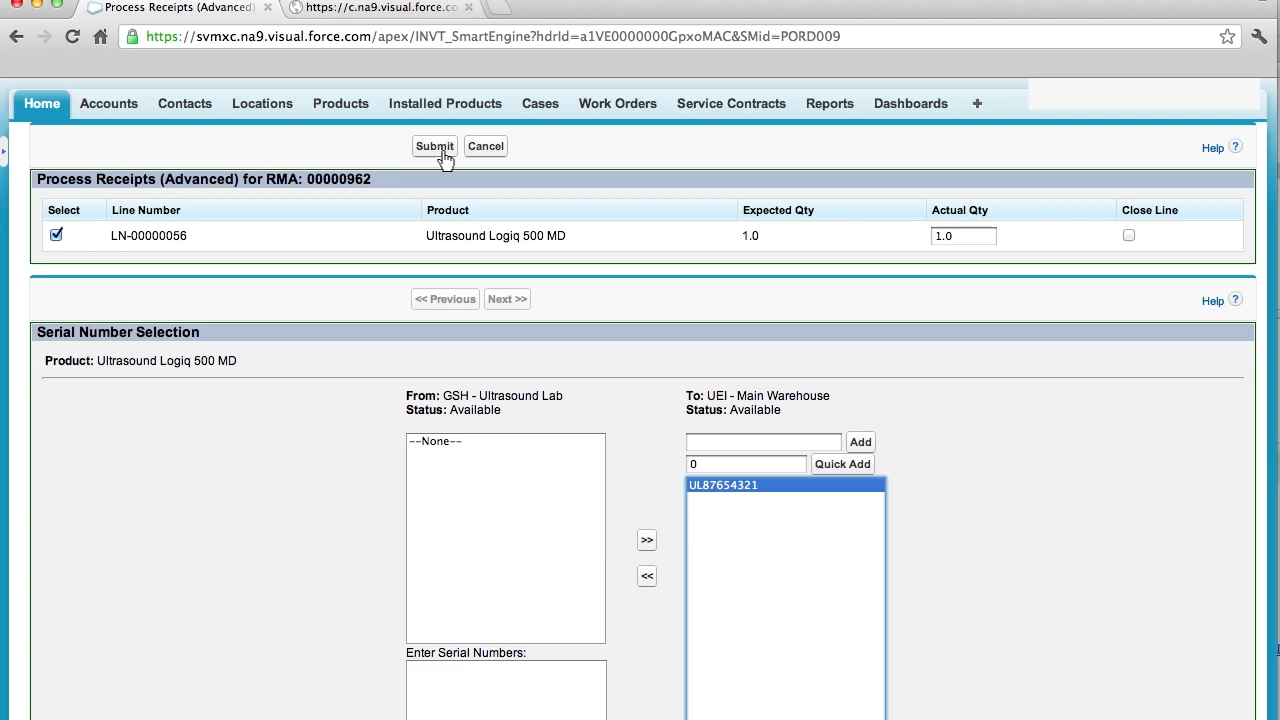 Process Receipts (Advanced) https://c.na9.visual.force.co
https://svmxc.na9.visual.force.com/apex/INVT_SmartEngine?hdrId=a1VE0000000GpxoMAC&SMid=PORD009
Home Accounts Contacts Locations Products Installed Products Cases Work Orders Service Contracts Reports Dashboards +
Submit Cancel Help ?
Process Receipts (Advanced) for RMA: 00000962
Select Line Number Product Expected Qty Actual Qty Close Line
LN-00000056 Ultrasound Logiq 500 MD 1.0 1.0
<< Previous Next >> Help ?
Serial Number Selection
Product: Ultrasound Logiq 500 MD
From: GSH - Ultrasound Lab To: UEI - Main Warehouse
Status: Available Status: Available
--None-- Add
0 Quick Add
UL87654321
>>
<<
Enter Serial Numbers: